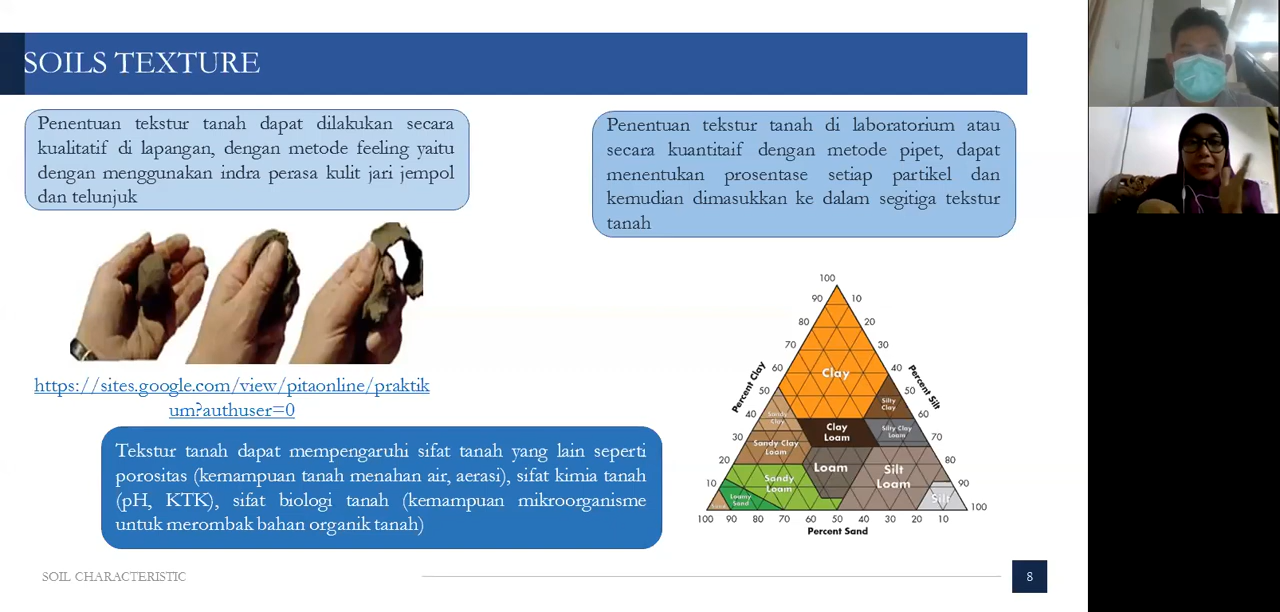 SOILS TEXTURE
Penentuan tekstur tanah dapat dilakukan secara
kualitatif di lapangan, dengan metode feeling yaitu
dengan menggunakan indra perasa kulit jari jempol
dan telunjuk
Penentuan tekstur tanah di laboratorium atau
secara kuantitaif dengan metode pipet, dapat
menentukan prosentase setiap partikel dan
kemudian dimasukkan ke dalam segitiga tekstur
tanah
https://sites.google.com/view/pitaonline/praktik
um?authuser=0
Tekstur tanah dapat mempengaruhi sifat tanah yang lain seperti
porositas (kemampuan tanah menahan air, aerasi), sifat kimia tanah
(pH, KTK), sifat biologi tanah (kemampuan mikroorganisme
untuk merombak bahan organik tanah)
100
90 10
80 20
70 30
60 40
50 50
40 60
30 70
20 80
10 90
100
Percent Clay
Percent Silt
Clay
Silty
Clay
Sandy
Clay
Clay
Loam
Silty Clay
Loam
Sandy Clay
Loam
Loam
Silt
Loam
Sandy
Loam
Loamy
Sand
Silt
100 90 80 70 60 50 40 30 20 10
Percent Sand
SOIL CHARACTERISTIC
8